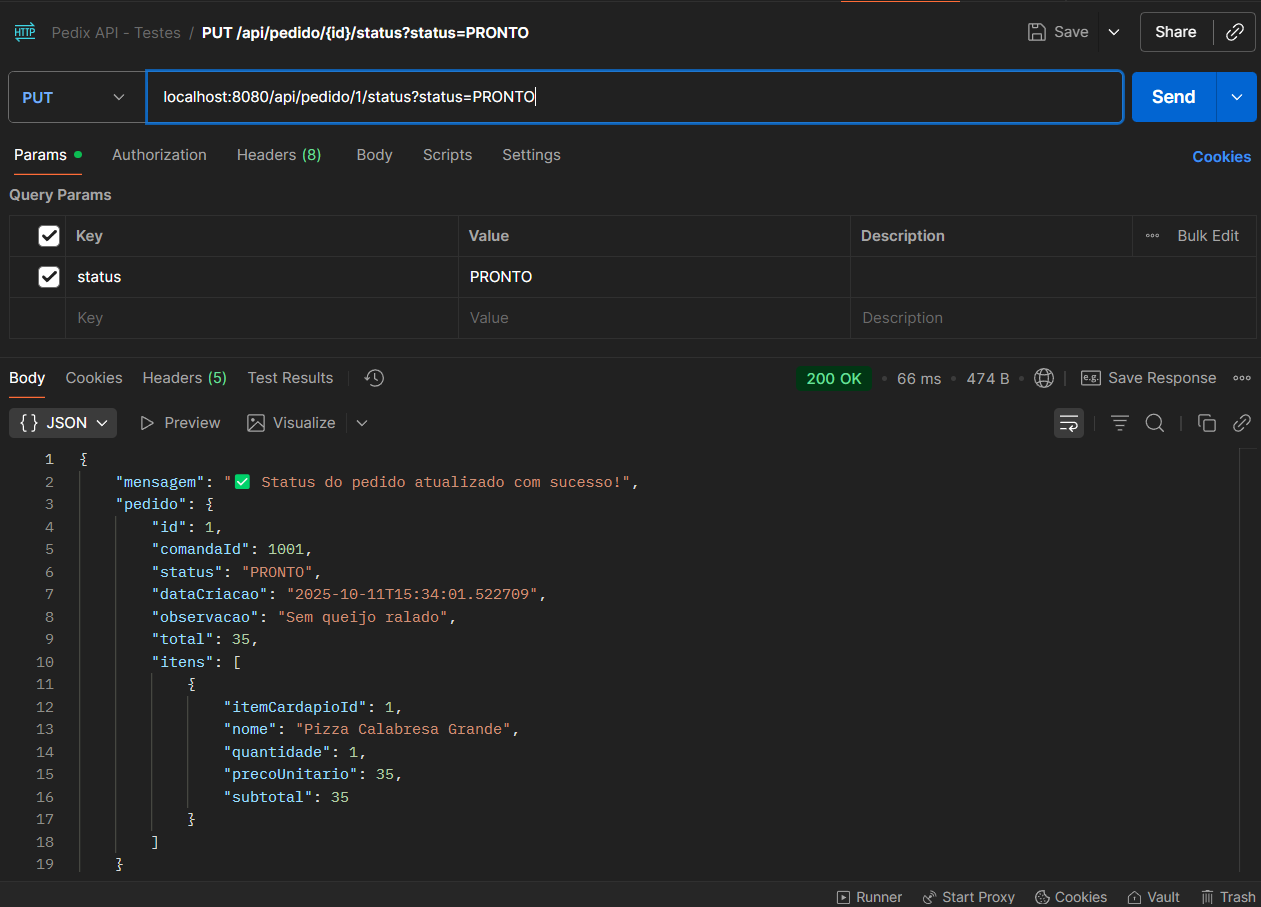 HTTP Pedix API - Testes / PUT /api/pedido/{id}/status?status=PRONTO Save Share
PUT localhost:8080/api/pedido/1/status?status=PRONTO Send
Params Authorization Headers (8) Body Scripts Settings Cookies
Query Params
Key Value Description Bulk Edit
status PRONTO
Key Value Description
Body Cookies Headers (5) Test Results 200 OK 66 ms 474 B e.g. Save Response
{} JSON Preview Visualize
1 {
2 "mensagem": "✅ Status do pedido atualizado com sucesso!",
3 "pedido": {
4 "id": 1,
5 "comandaId": 1001,
6 "status": "PRONTO",
7 "dataCriacao": "2025-10-11T15:34:01.522709",
8 "observacao": "Sem queijo ralado",
9 "total": 35,
10 "itens": [
11 {
12 "itemCardapioId": 1,
13 "nome": "Pizza Calabresa Grande",
14 "quantidade": 1,
15 "precoUnitario": 35,
16 "subtotal": 35
17 }
18 ]
19 }
Runner Start Proxy Cookies Vault Trash